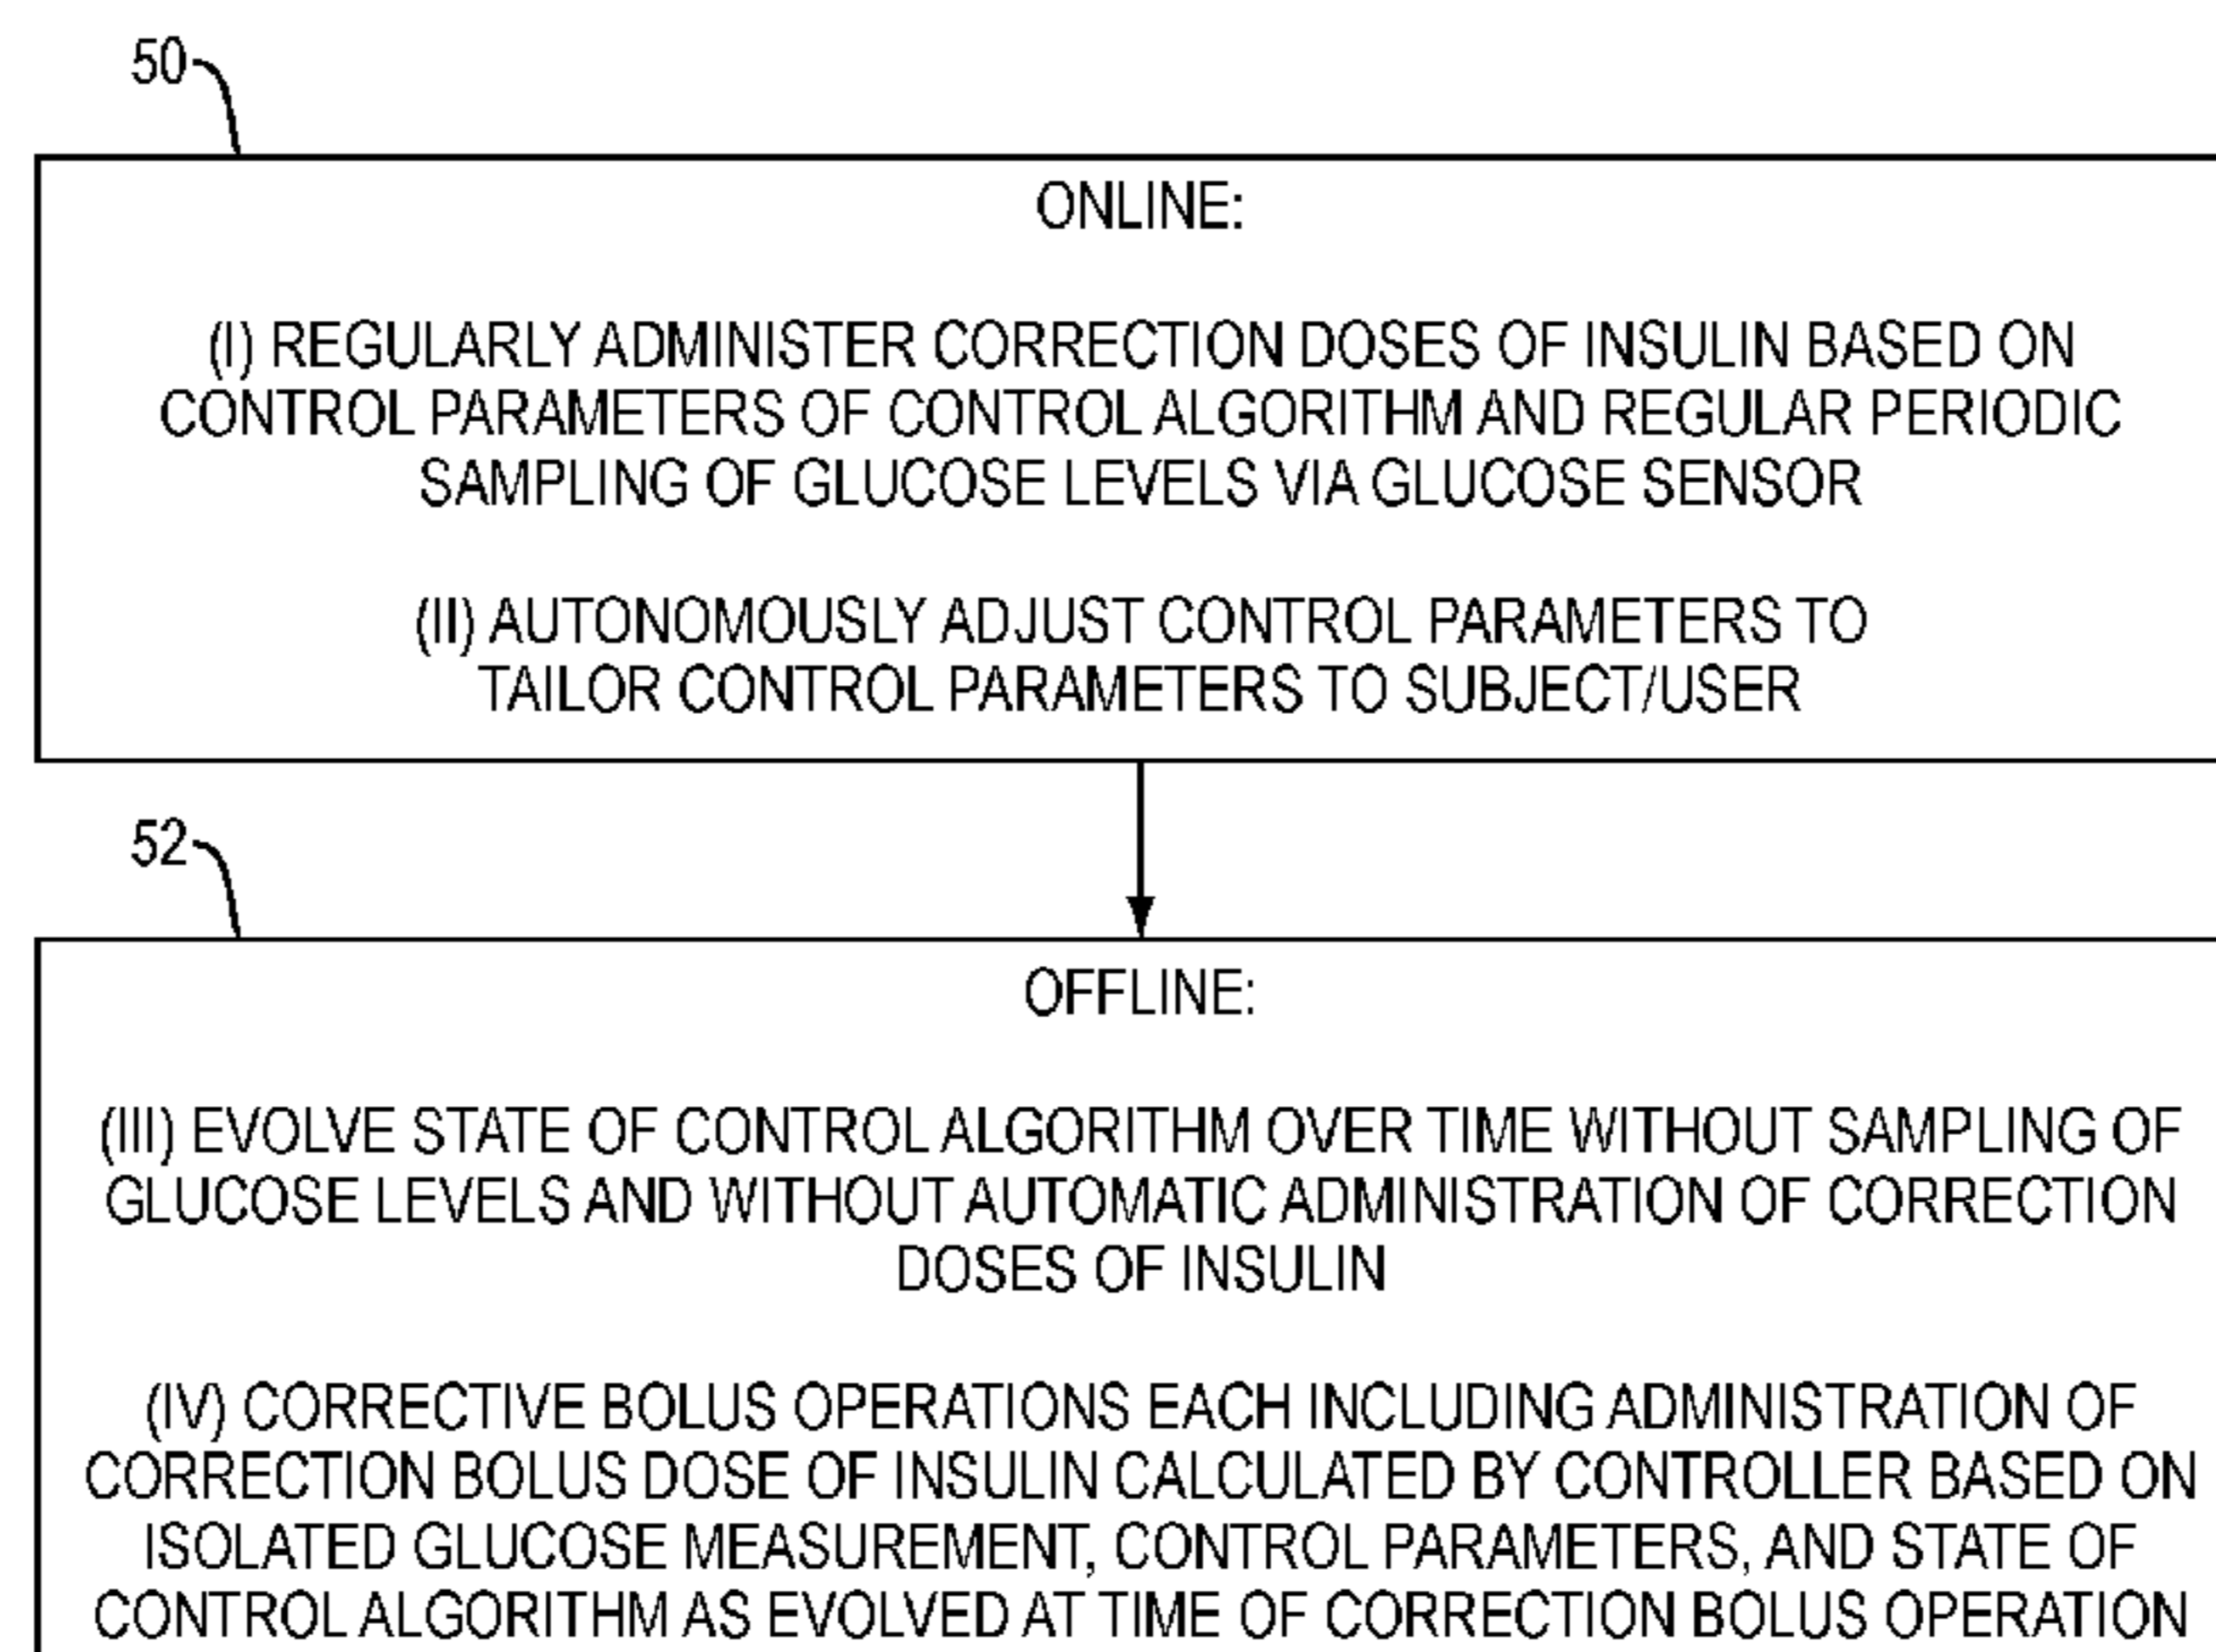 50
ONLINE:
(I) REGULARLY ADMINISTER CORRECTION DOSES OF INSULIN BASED ON
CONTROL PARAMETERS OF CONTROL ALGORITHM AND REGULAR PERIODIC
SAMPLING OF GLUCOSE LEVELS VIA GLUCOSE SENSOR
(II) AUTONOMOUSLY ADJUST CONTROL PARAMETERS TO
TAILOR CONTROL PARAMETERS TO SUBJECT/USER
52
OFFLINE:
(III) EVOLVE STATE OF CONTROL ALGORITHM OVER TIME WITHOUT SAMPLING OF
GLUCOSE LEVELS AND WITHOUT AUTOMATIC ADMINISTRATION OF CORRECTION
DOSES OF INSULIN
(IV) CORRECTIVE BOLUS OPERATIONS EACH INCLUDING ADMINISTRATION OF
CORRECTION BOLUS DOSE OF INSULIN CALCULATED BY CONTROLLER BASED ON
ISOLATED GLUCOSE MEASUREMENT, CONTROL PARAMETERS, AND STATE OF
CONTROL ALGORITHM AS EVOLVED AT TIME OF CORRECTION BOLUS OPERATION